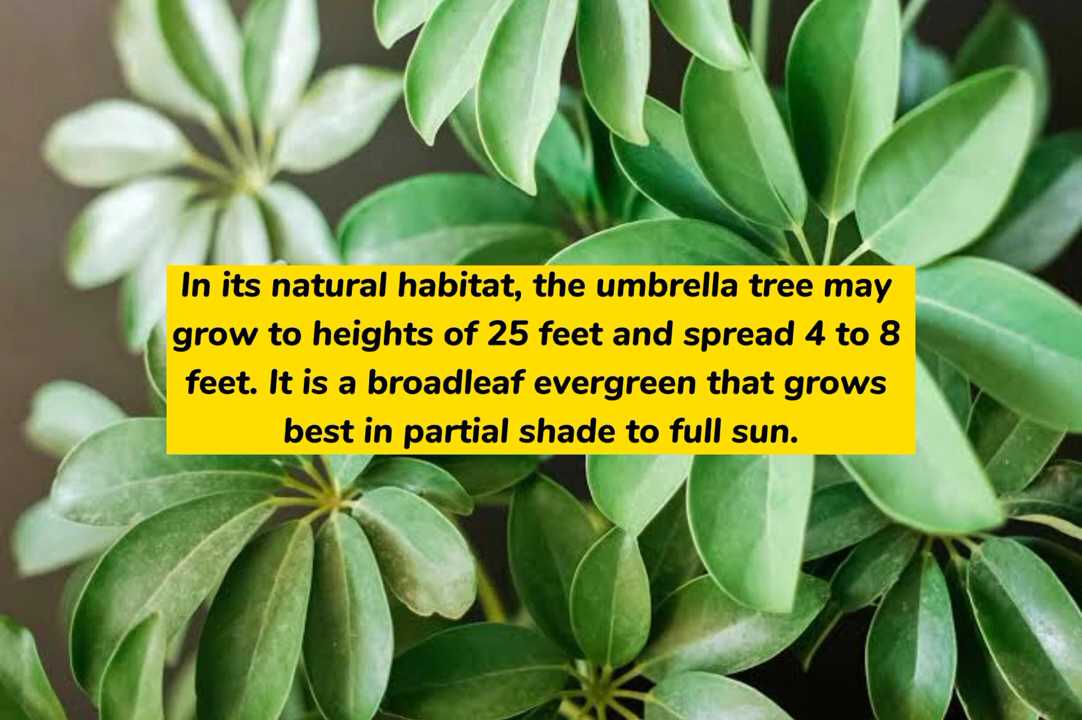 In its natural habitat, the umbrella tree may
grow to heights of 25 feet and spread 4 to 8
feet. It is a broadleaf evergreen that grows
best in partial shade to full sun.